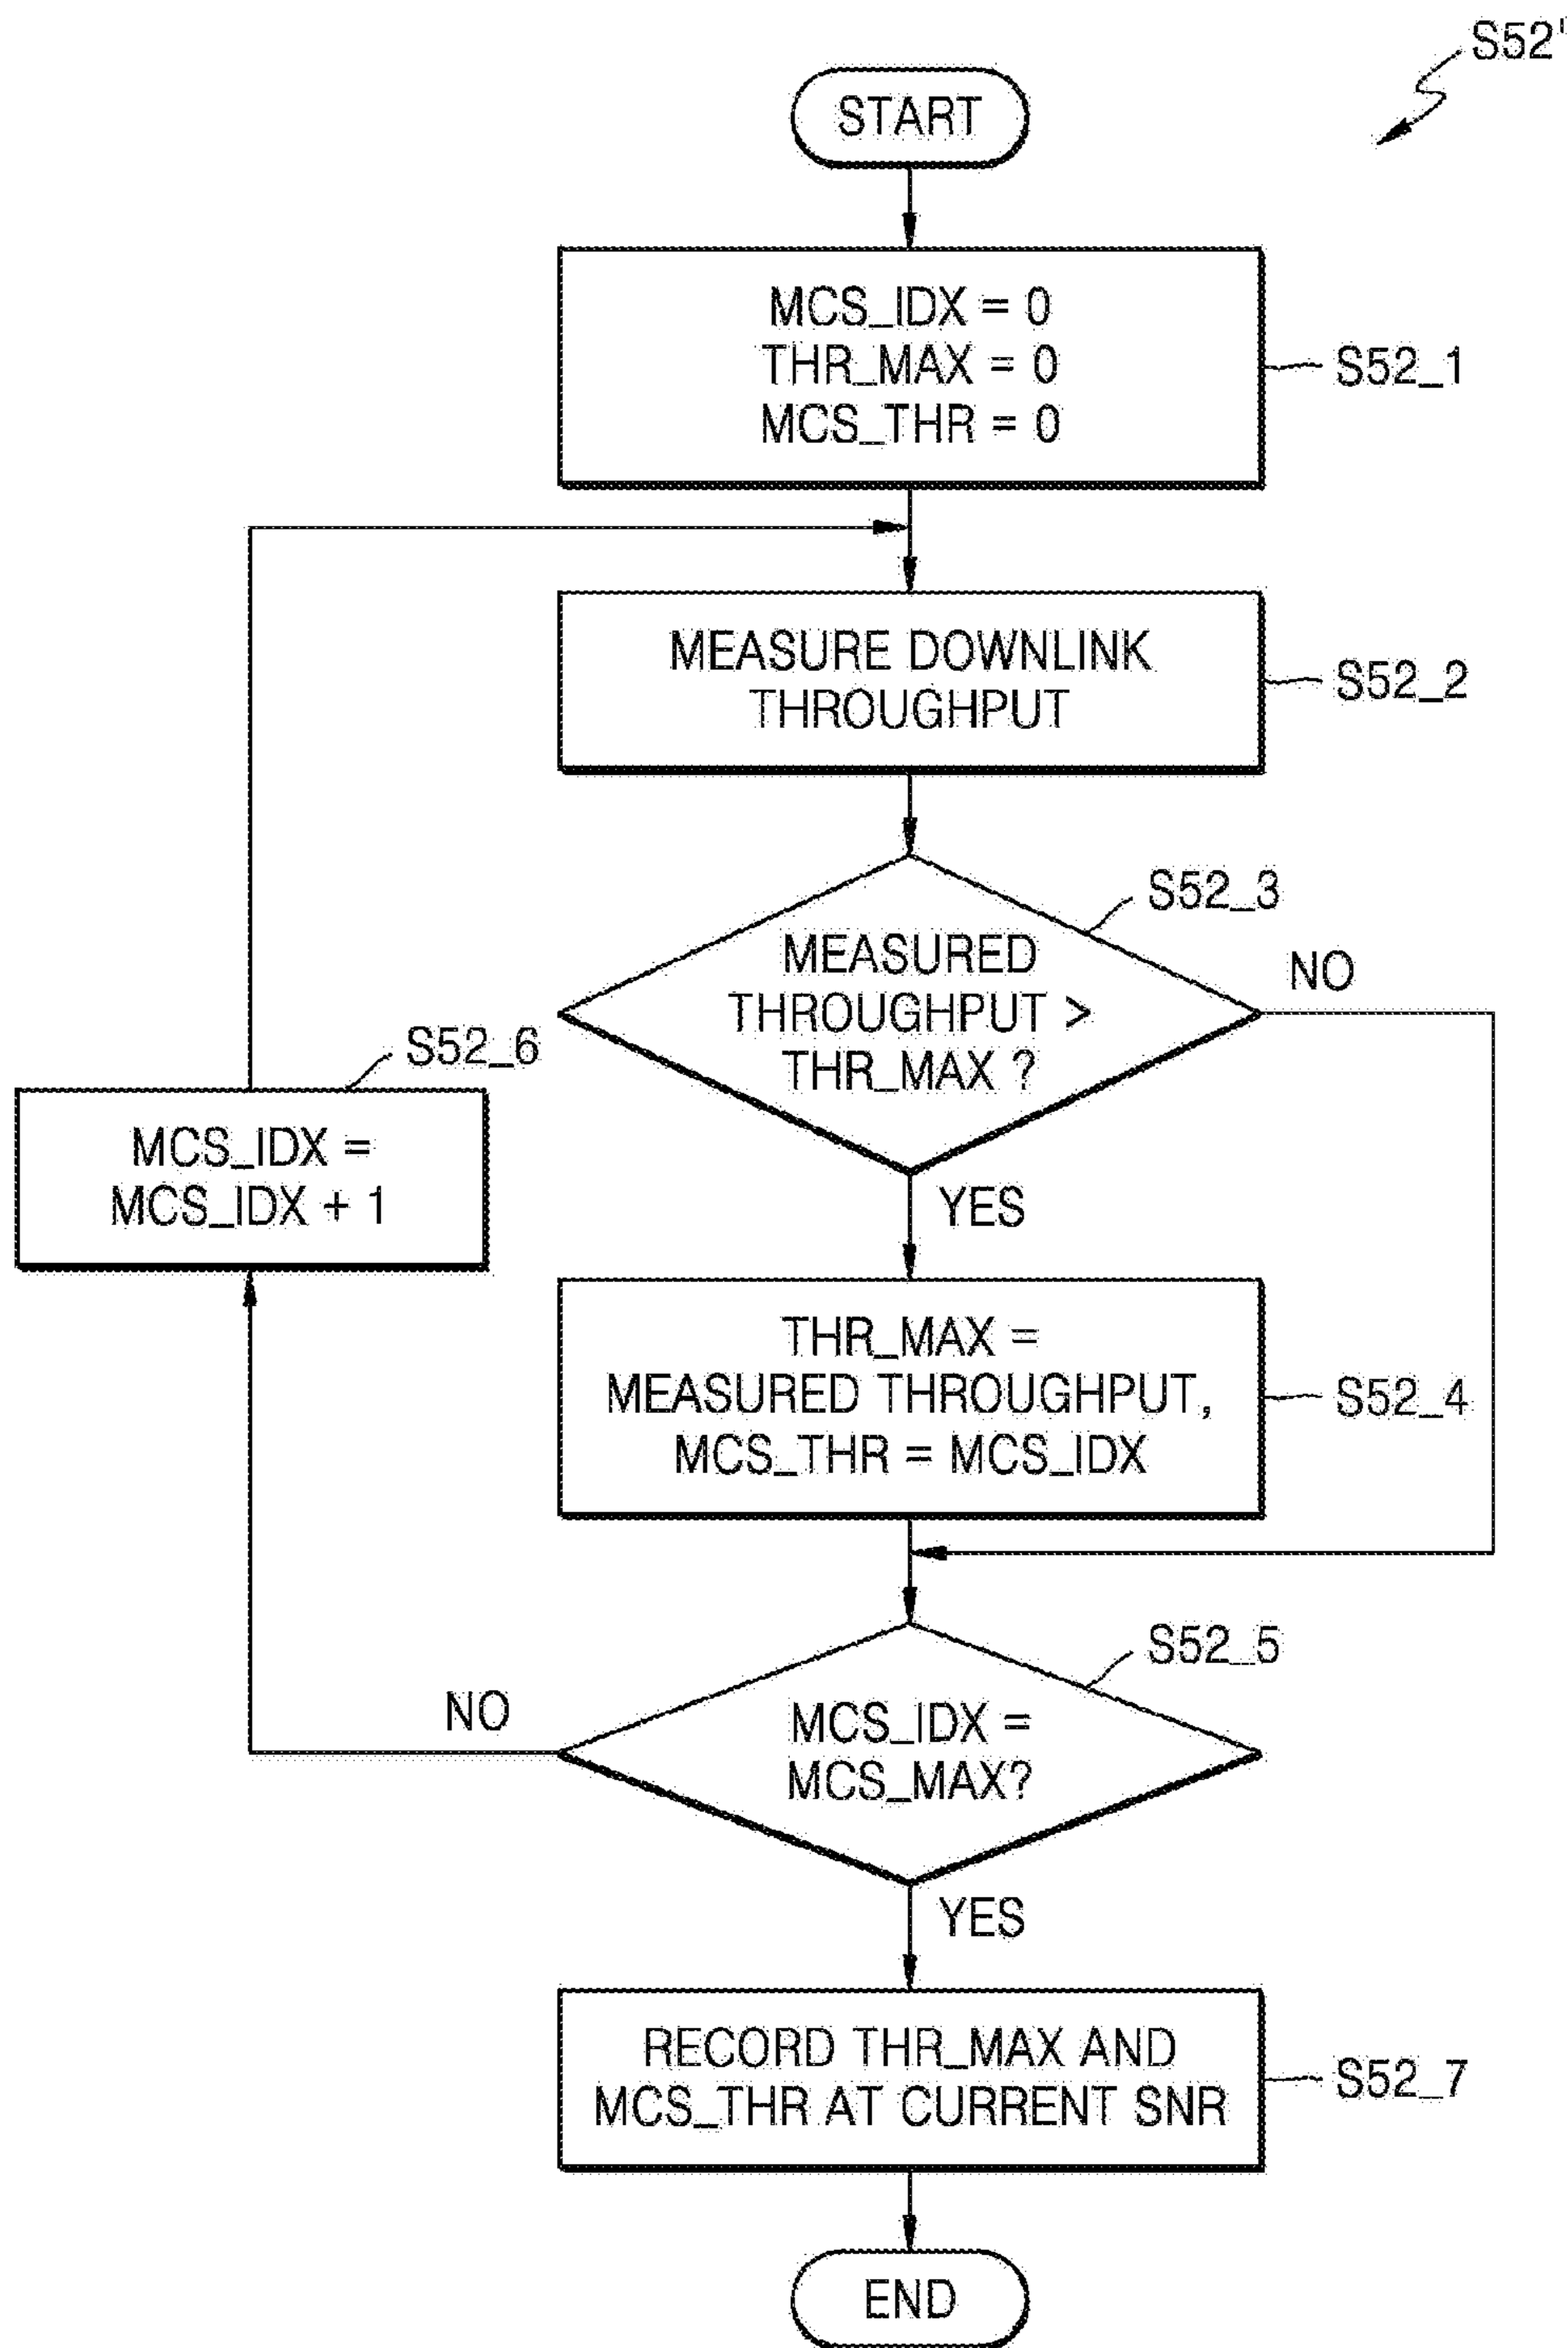 S52'
START
MCS_IDX = 0
THR_MAX = 0
MCS_THR = 0
S52_1
MEASURE DOWNLINK
THROUGHPUT
S52_2
S52_3
MEASURED
THROUGHPUT >
THR_MAX ?
NO
YES
S52_6
MCS_IDX =
MCS_IDX + 1
THR_MAX =
MEASURED THROUGHPUT,
MCS_THR = MCS_IDX
S52_4
S52_5
MCS_IDX =
MCS_MAX?
NO
YES
RECORD THR_MAX AND
MCS_THR AT CURRENT SNR
S52_7
END